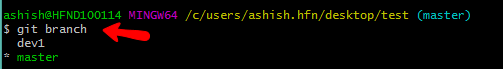 ashish@HFND100114 MINGW64 /c/users/ashish.hfn/desktop/test (master)
$ git branch
  dev1
* master